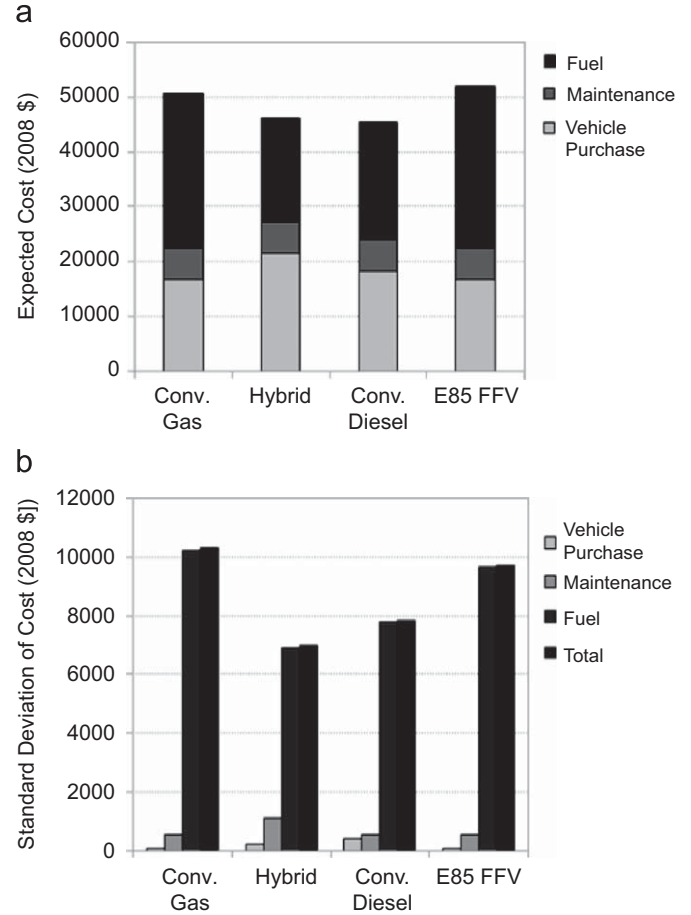 a
Expected Cost (2008 $)
60000
50000
40000
30000
20000
10000
0
Fuel
Maintenance
Vehicle
Purchase
Conv.
Gas
Hybrid
Conv.
Diesel
E85 FFV
b
Standard Deviation of Cost (2008 $])
12000
10000
8000
6000
4000
2000
0
Vehicle
Purchase
Maintenance
Fuel
Total
Conv.
Gas
Hybrid
Conv.
Diesel
E85 FFV